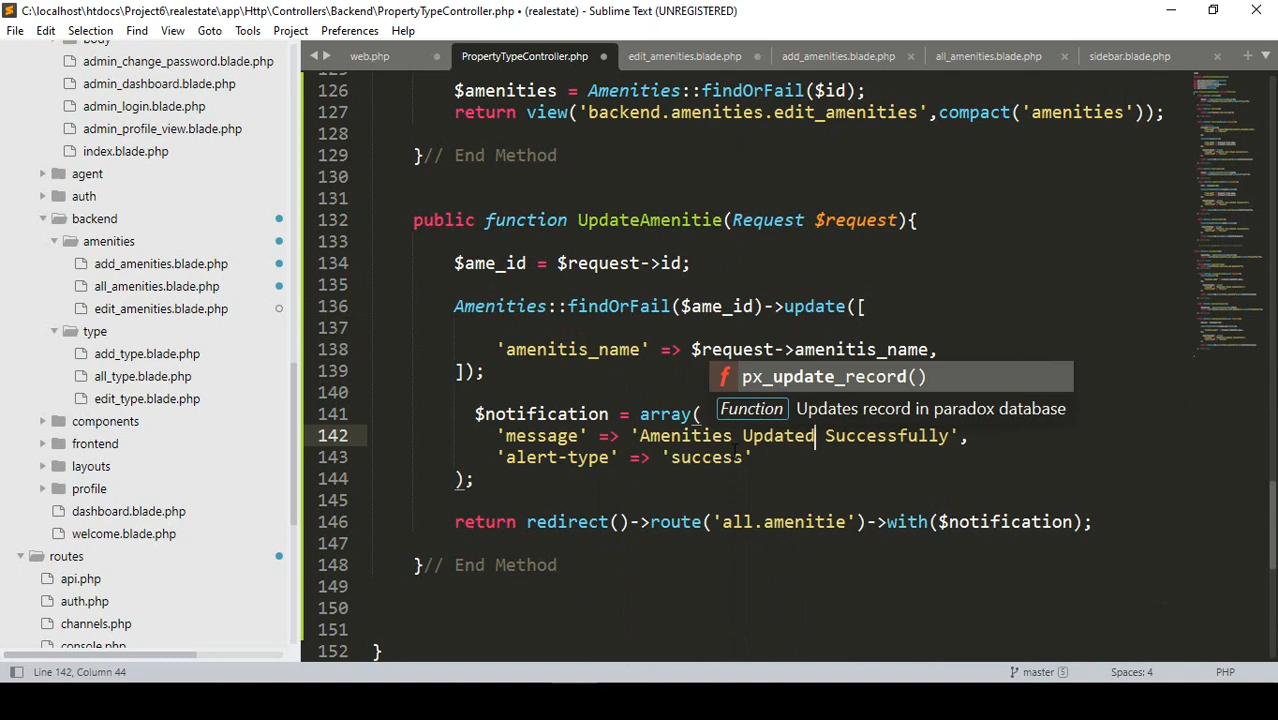 C:\localhost\htdocs\Project6\realestate\app\Http\Controllers\Backend\PropertyTypeController.php • (realestate) - Sublime Text (UNREGISTERED)
File Edit Selection Find View Goto Tools Project Preferences Help
body
admin_change_password.blade.php
admin_dashboard.blade.php
admin_login.blade.php
admin_profile_view.blade.php
index.blade.php
agent
auth
backend
amenities
add_amenities.blade.php
all_amenities.blade.php
edit_amenities.blade.php
type
add_type.blade.php
all_type.blade.php
edit_type.blade.php
components
frontend
layouts
profile
dashboard.blade.php
welcome.blade.php
routes
api.php
auth.php
channels.php
console.php
web.php PropertyTypeController.php edit_amenities.blade.php add_amenities.blade.php all_amenities.blade.php sidebar.blade.php
125
126 $amenities = Amenities::findOrFail($id);
127 return view('backend.amenities.edit_amenities',compact('amenities'));
128
129 }// End Method
130
131
132 public function UpdateAmenitie(Request $request){
133
134 $ame_id = $request->id;
135
136 Amenities::findOrFail($ame_id)->update([
137
138 'amenitis_name' => $request->amenitis_name,
139 ]);
px_update_record()
140
Function Updates record in paradox database
141 $notification = array(
142 'message' => 'Amenities Updated Successfully',
143 'alert-type' => 'success'
144 );
145
146 return redirect()->route('all.amenitie')->with($notification);
147
148 }// End Method
149
150
151
152 }
Line 142, Column 44 master 5 Spaces: 4 PHP